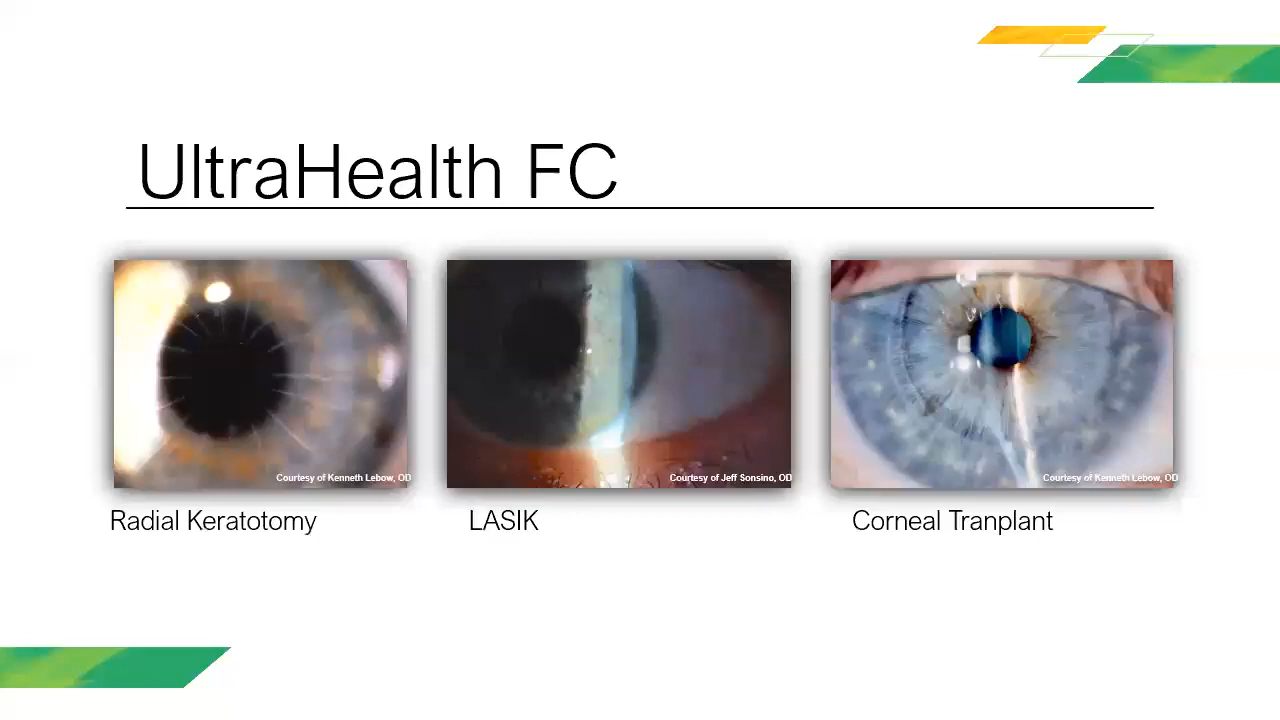 UltraHealth FC
Courtesy of Kenneth Lebow, OD
Courtesy of Jeff Sonsino, OD
Courtesy of Kenneth Lebow, OD
Radial Keratotomy
LASIK
Corneal Tranplant